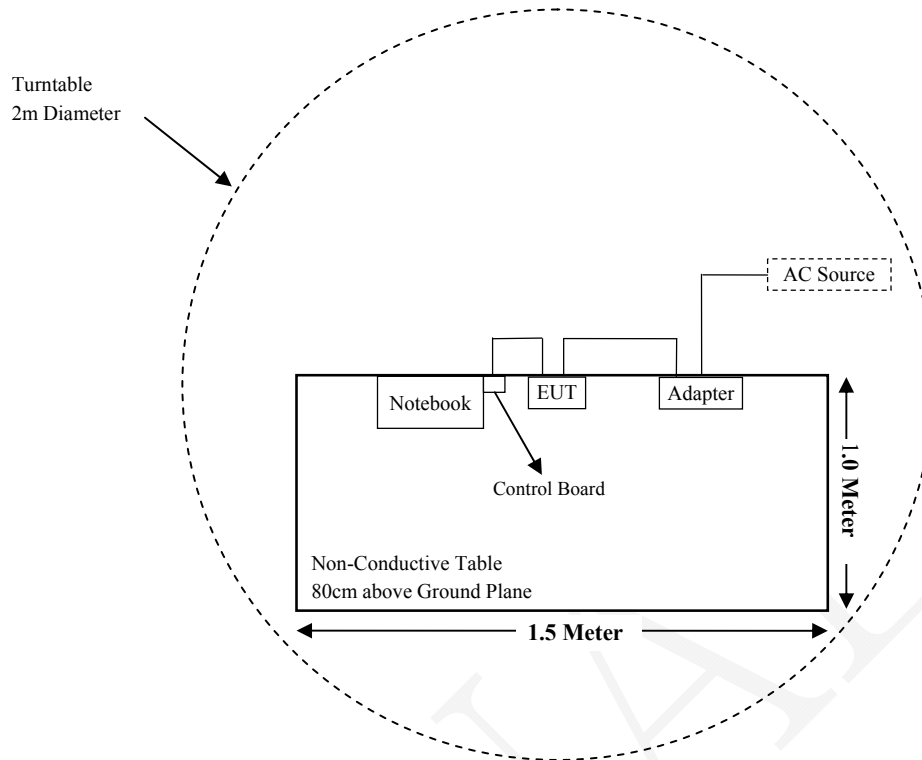 Turntable
2m Diameter
AC Source
Notebook
EUT
Adapter
Control Board
1.0 Meter
Non-Conductive Table
80cm above Ground Plane
1.5 Meter